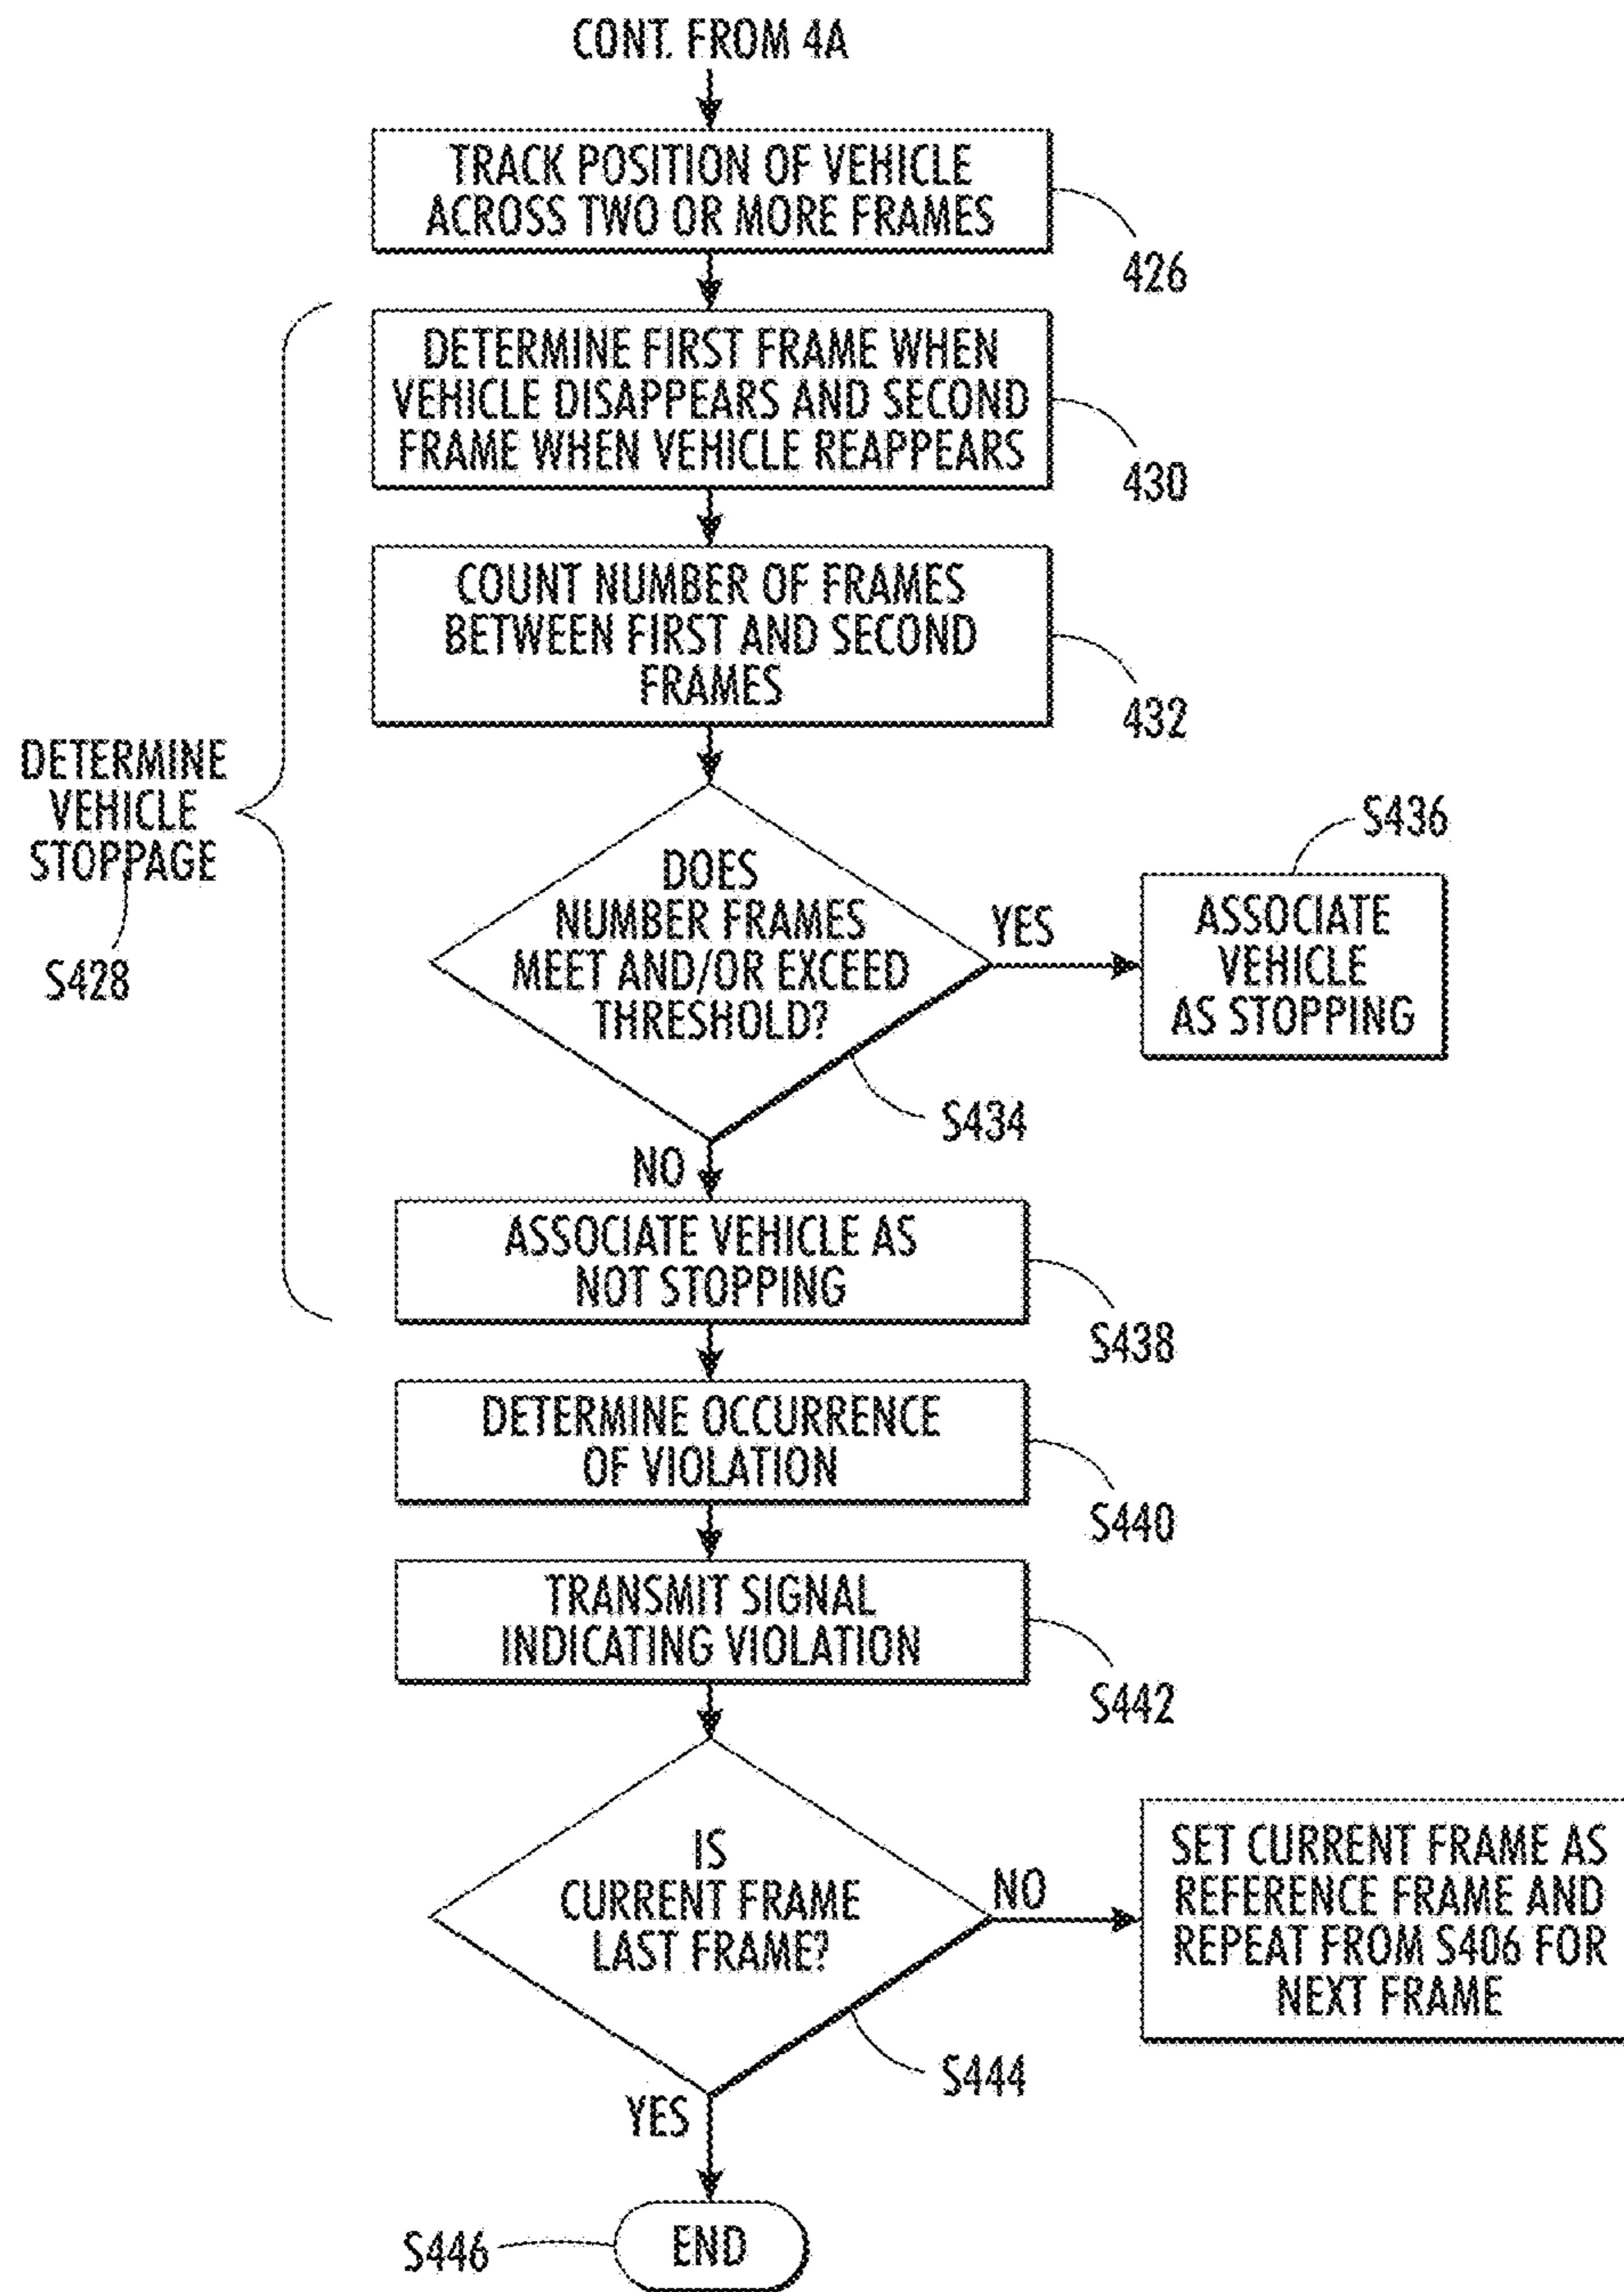 CONT. FROM 4A
TRACK POSITION OF VEHICLE
ACROSS TWO OR MORE FRAMES
426
DETERMINE FIRST FRAME WHEN
VEHICLE DISAPPEARS AND SECOND
FRAME WHEN VEHICLE REAPPEARS
430
COUNT NUMBER OF FRAMES
BETWEEN FIRST AND SECOND
FRAMES
432
DETERMINE
VEHICLE
STOPPAGE
S428
DOES
NUMBER FRAMES
MEET AND/OR EXCEED
THRESHOLD?
S434
YES
S436
ASSOCIATE
VEHICLE
AS STOPPING
NO
ASSOCIATE VEHICLE AS
NOT STOPPING
S438
DETERMINE OCCURRENCE
OF VIOLATION
S440
TRANSMIT SIGNAL
INDICATING VIOLATION
S442
IS
CURRENT FRAME
LAST FRAME?
S444
NO
SET CURRENT FRAME AS
REFERENCE FRAME AND
REPEAT FROM S406 FOR
NEXT FRAME
YES
S446
END